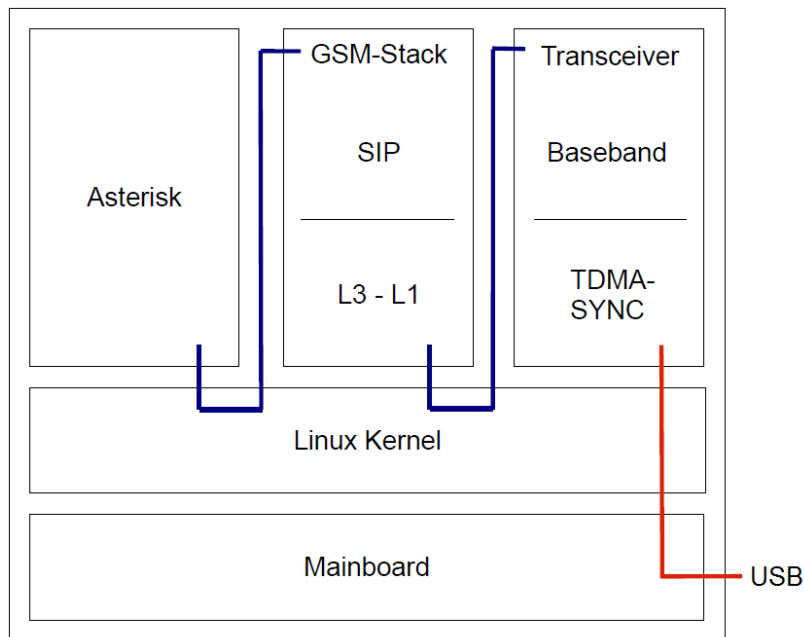 Asterisk
GSM-Stack
SIP
L3 - L1
Transceiver
Baseband
TDMA-
SYNC
Linux Kernel
Mainboard
USB